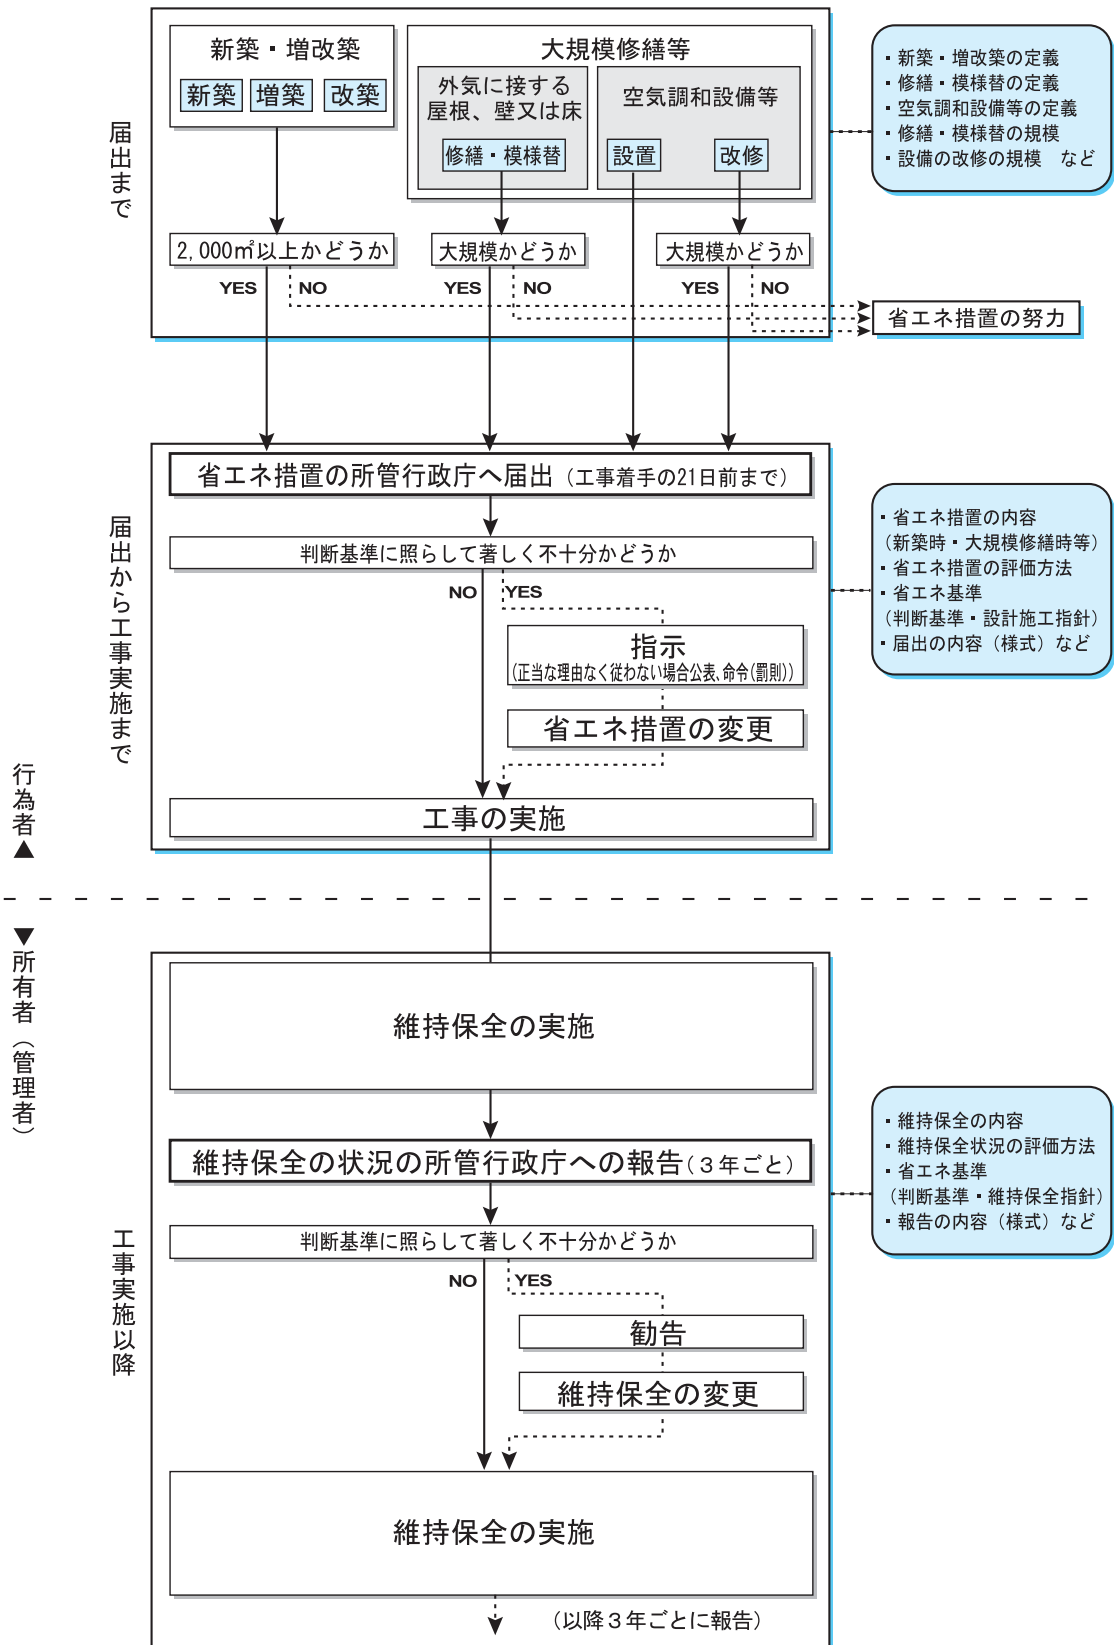 届出まで
新築・増改築
新築
増築
改築
大規模修繕等
外気に接する
屋根、壁又は床
修繕・模様替
空気調和設備等
設置
改修
・新築・増改築の定義
・修繕・模様替の定義
・空気調和設備等の定義
・修繕・模様替の規模
・設備の改修の規模　など
2,000㎡以上かどうか
大規模かどうか
大規模かどうか
YES
NO
YES
NO
YES
NO
省エネ措置の努力
届出から工事実施まで
省エネ措置の所管行政庁へ届出（工事着手の21日前まで）
判断基準に照らして著しく不十分かどうか
NO
YES
指示
(正当な理由なく従わない場合公表、命令(罰則))
省エネ措置の変更
工事の実施
・省エネ措置の内容
（新築時・大規模修繕時等）
・省エネ措置の評価方法
・省エネ基準
（判断基準・設計施工指針）
・届出の内容（様式）など
行為者▲
▼所有者（管理者）
工事実施以降
維持保全の実施
維持保全の状況の所管行政庁への報告（３年ごと）
判断基準に照らして著しく不十分かどうか
NO
YES
勧告
維持保全の変更
維持保全の実施
（以降３年ごとに報告）
・維持保全の内容
・維持保全状況の評価方法
・省エネ基準
（判断基準・維持保全指針）
・報告の内容（様式）など